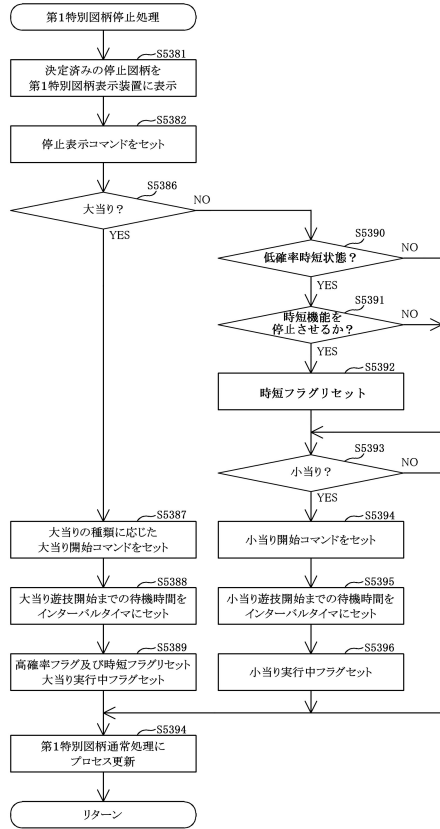 第1特別図柄停止処理
S5381
決定済みの停止図柄を
第1特別図柄表示装置に表示
S5382
停止表示コマンドをセット
S5386
大当り？
NO
YES
S5390
低確率時短状態？
NO
YES
S5391
時短機能を
停止させるか？
NO
YES
S5392
時短フラグリセット
S5393
小当り？
NO
YES
S5387
大当りの種類に応じた
大当り開始コマンドをセット
S5394
小当り開始コマンドをセット
S5388
大当り遊技開始までの待機時間を
インターバルタイマにセット
S5395
小当り遊技開始までの待機時間を
インターバルタイマにセット
S5389
高確率フラグ及び時短フラグリセット
大当り実行中フラグセット
S5396
小当り実行中フラグセット
S5394
第1特別図柄通常処理に
プロセス更新
リターン